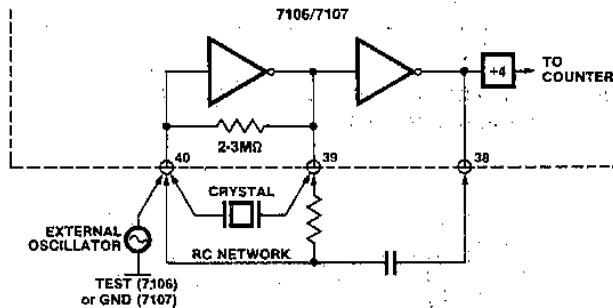 7106/7107
÷4
TO
COUNTER
2-3MΩ
40
39
38
CRYSTAL
EXTERNAL
OSCILLATOR
RC NETWORK
TEST (7106)
or GND (7107)